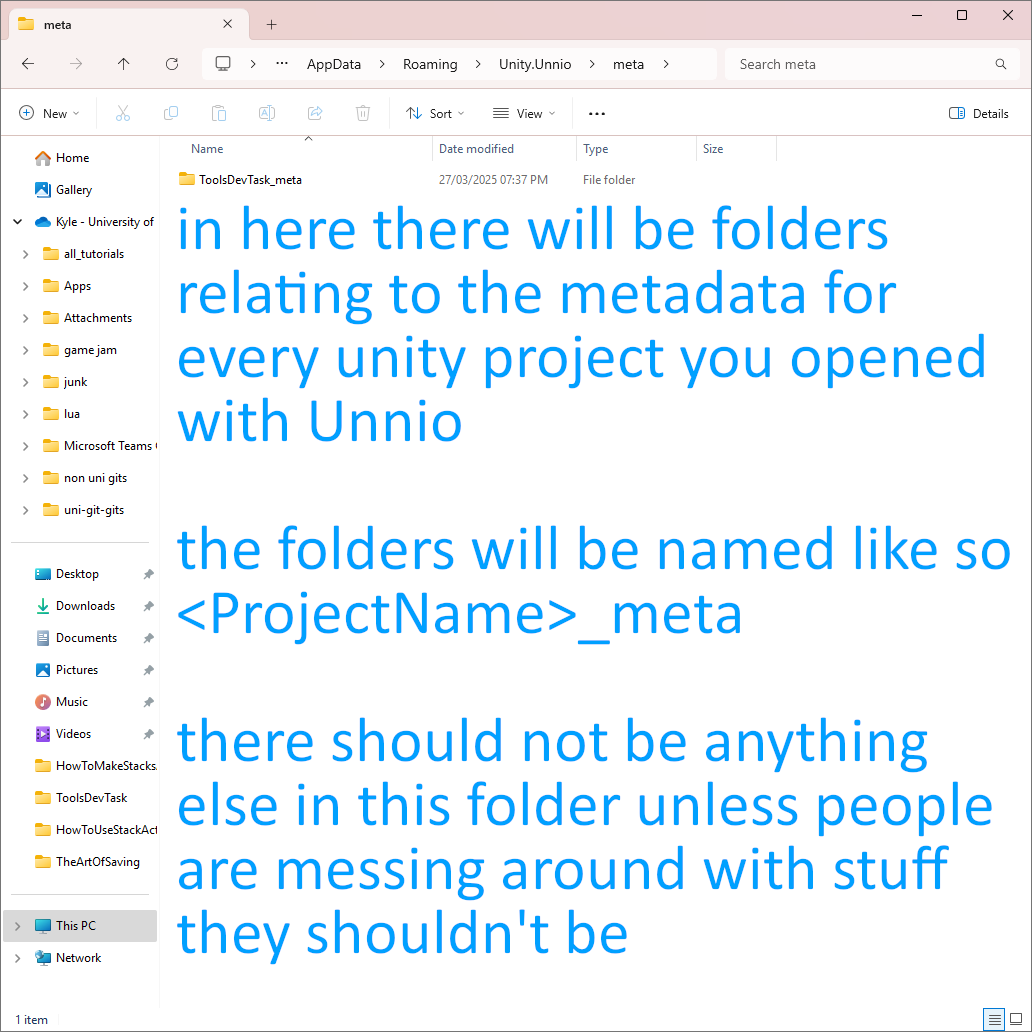 meta
AppData
Roaming
Unity.Unnio
meta
Search meta
New
Sort
View
Details
Home
Gallery
Kyle - University of
all_tutorials
Apps
Attachments
game jam
junk
lua
Microsoft Teams
non uni gits
uni-git-gits
Desktop
Downloads
Documents
Pictures
Music
Videos
HowToMakeStacks
ToolsDevTask
HowToUseStackAct
TheArtOfSaving
This PC
Network
Name Date modified Type Size
ToolsDevTask_meta 27/03/2025 07:37 PM File folder
in here there will be folders
relating to the metadata for
every unity project you opened
with Unnio
the folders will be named like so
<ProjectName>_meta
there should not be anything
else in this folder unless people
are messing around with stuff
they shouldn't be
1 item